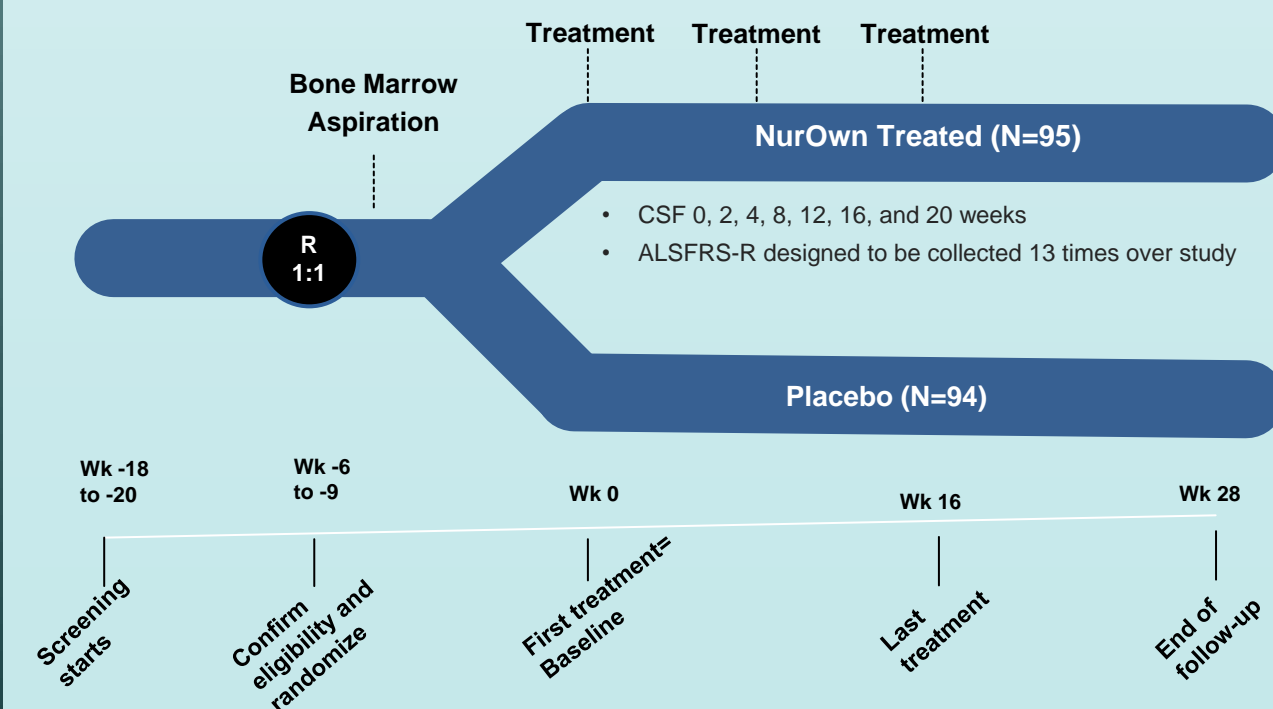 Treatment Treatment Treatment
Bone Marrow
Aspiration
NurOwn Treated (N=95)
• CSF 0, 2, 4, 8, 12, 16, and 20 weeks
• ALSFRS-R designed to be collected 13 times over study
R
1:1
Placebo (N=94)
Wk -18
to -20
Wk -6
to -9
Wk 0
Wk 16
Wk 28
Screening
starts
Confirm
eligibility and
randomize
First treatment=
Baseline
Last
treatment
End of
follow-up